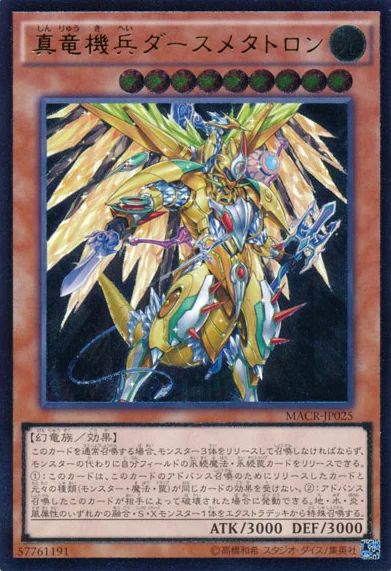 真竜機兵ダースメタトロン
MACR-JP025
【幻竜族/効果】
このカードを通常召喚する場合、モンスター3体をリリースして召喚しなければならず、
モンスターの代わりに自分フィールドの永続魔法・永続罠カードをリリースできる。
①:このカードは、このカードのアドバンス召喚のためにリリースしたカードと
元々の種類(モンスター・魔法・罠)が同じカードの効果を受けない。②:アドバンス
召喚したこのカードが相手によって破壊された場合に発動できる。地・水・炎・
風属性のいずれかの融合・S・Xモンスター1体をエクストラデッキから特殊召喚する。
ATK/3000 DEF/3000
57761191
©高橋和希 スタジオ・ダイス/集英社